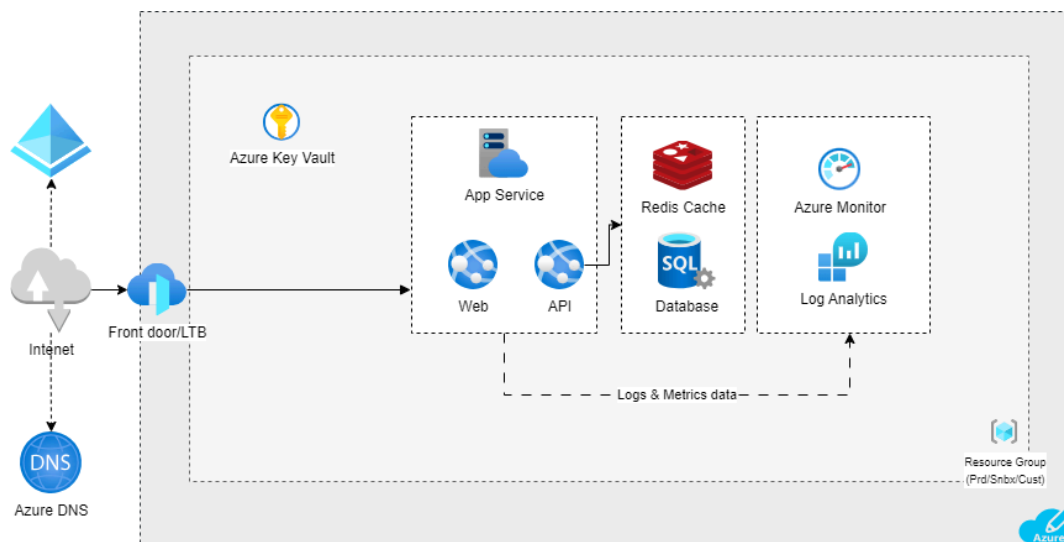 Azure Key Vault
App Service
Redis Cache
Azure Monitor
SQL
Web
API
Database
Log Analytics
Front door/LTB
Intenet
Logs & Metrics data
DNS
Azure DNS
Resource Group
(Prd/Snbx/Cust)
Azure